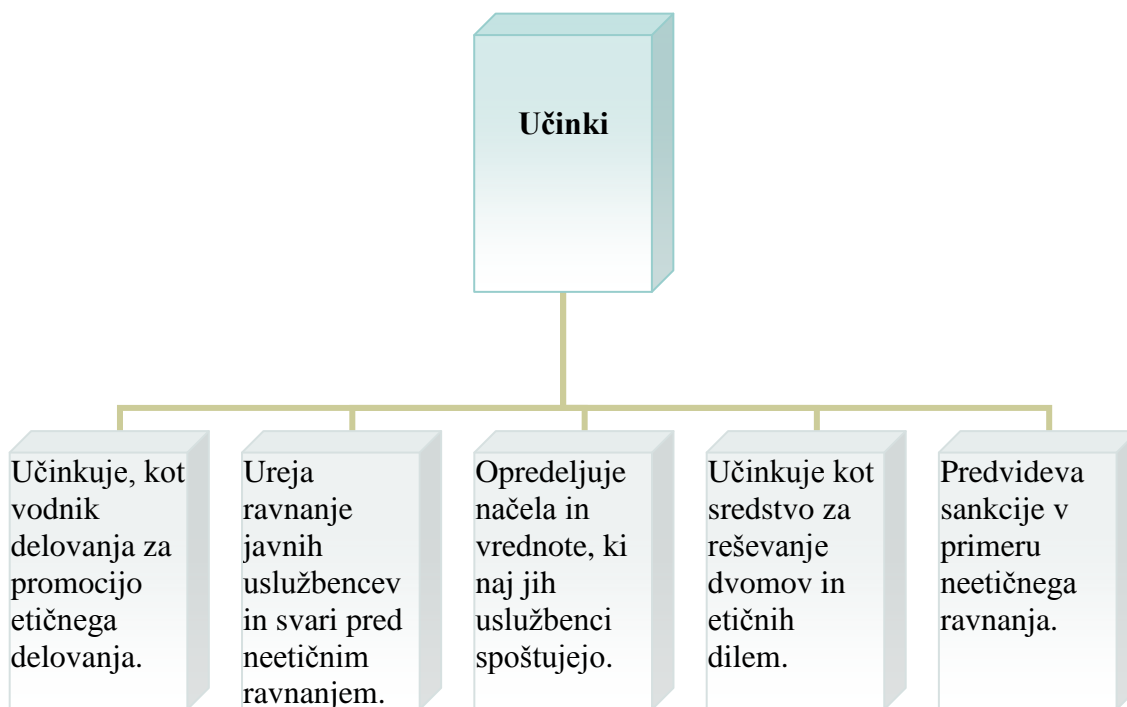 Učinki
Učinkuje, kot
vodnik
delovanja za
promocijo
etičnega
delovanja.
Ureja
ravnanje
javnih
uslužbencev
in svari pred
neetičnim
ravnanjem.
Opredeljuje
načela in
vrednote, ki
naj jih
uslužbenci
spoštujejo.
Učinkuje kot
sredstvo za
reševanje
dvomov in
etičnih
dilem.
Predvideva
sankcije v
primeru
neetičnega
ravnanja.